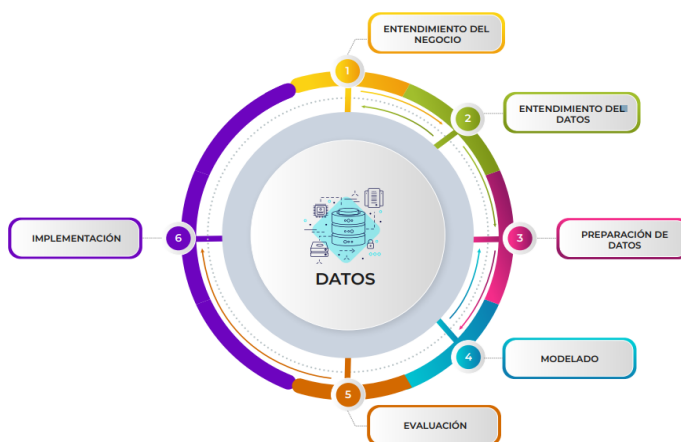 ENTENDIMIENTO DEL
NEGOCIO
1
ENTENDIMIENTO DEL
DATOS
2
PREPARACIÓN DE
DATOS
3
MODELADO
4
EVALUACIÓN
5
IMPLEMENTACIÓN
6
DATOS